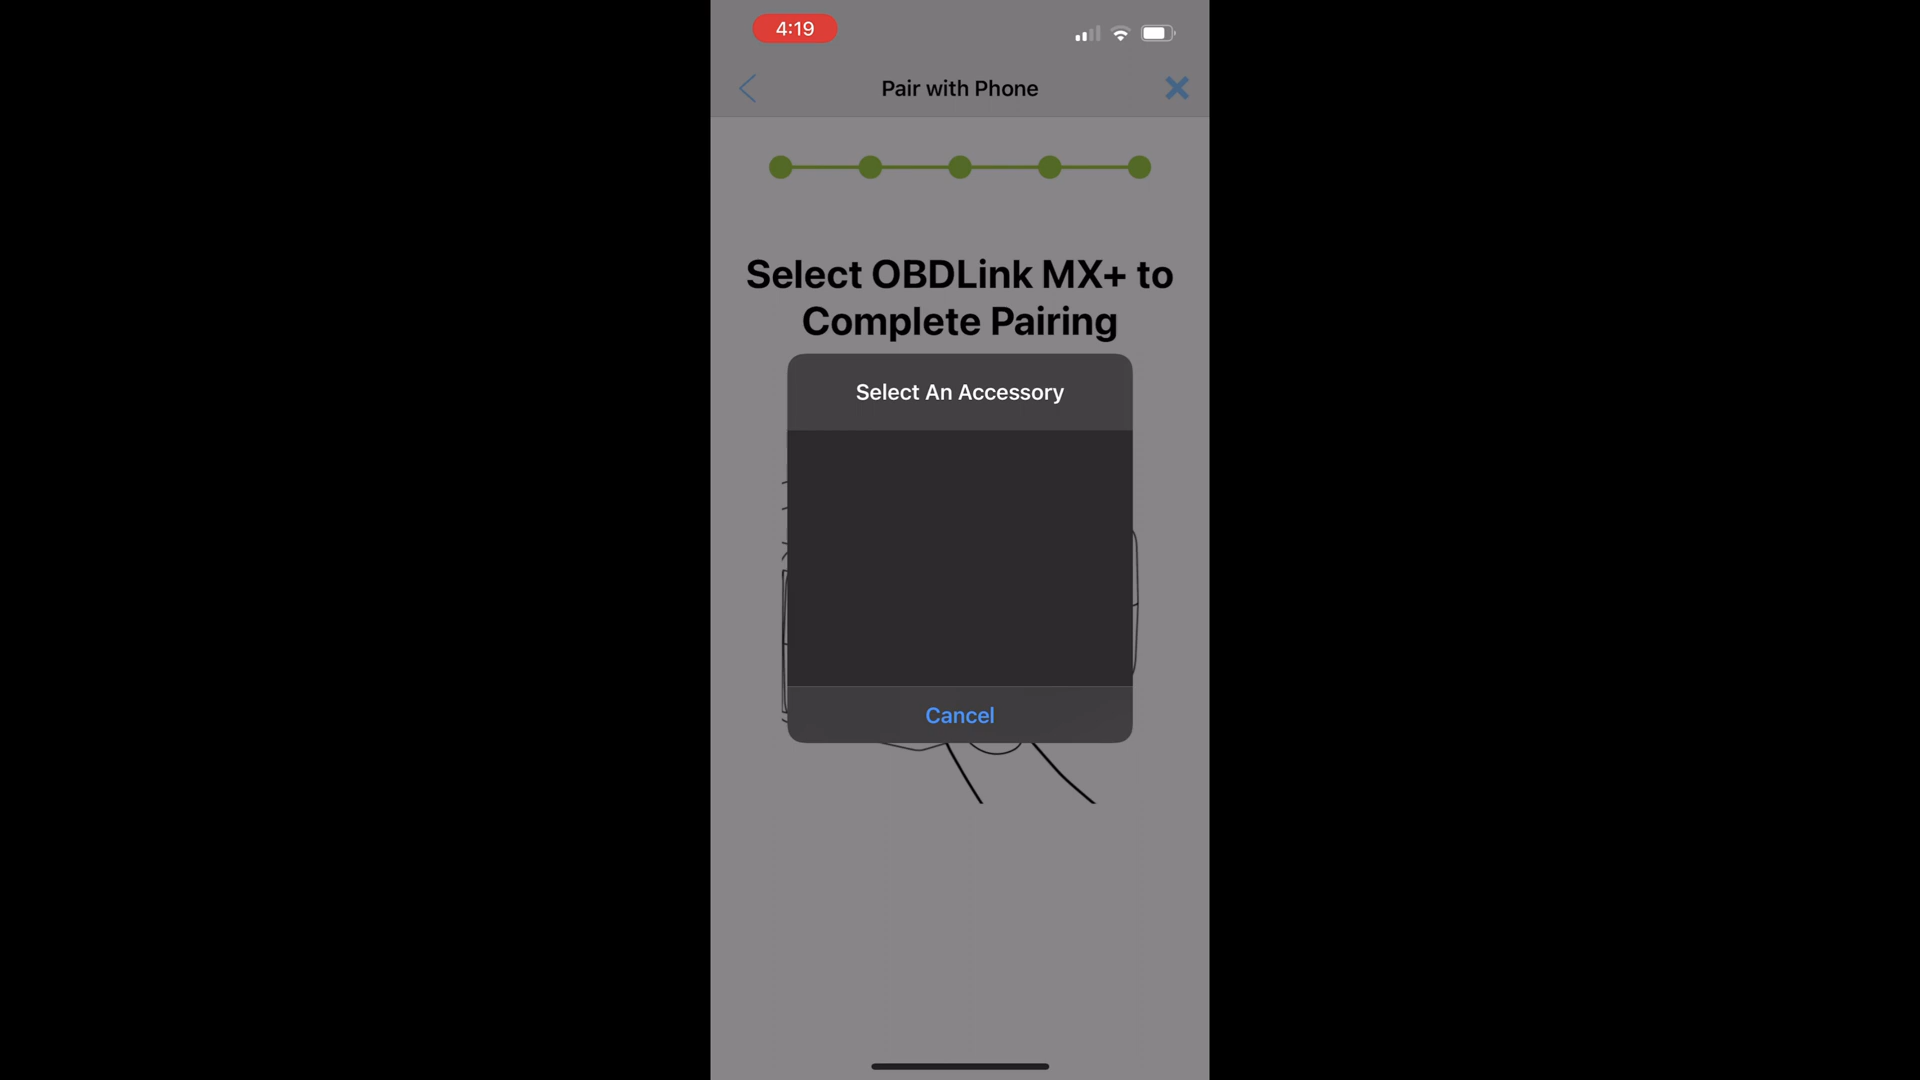 4:19
Pair with Phone
Select OBDLink MX+ to
Complete Pairing
Select An Accessory
Cancel